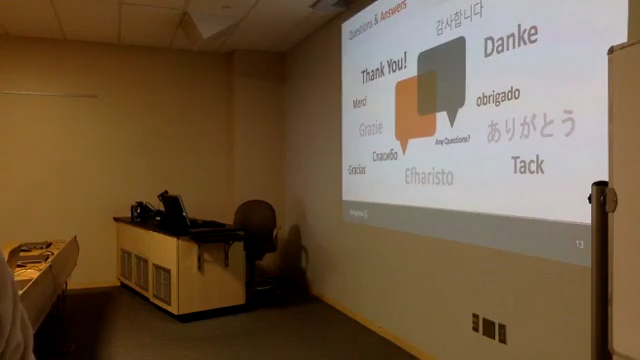 Questions & Answers
감사합니다
Danke
Thank You!
Merci
obrigado
Grazie
ありがとう
Any Questions?
Спасибо
Gracias
Efharisto
Tack
13